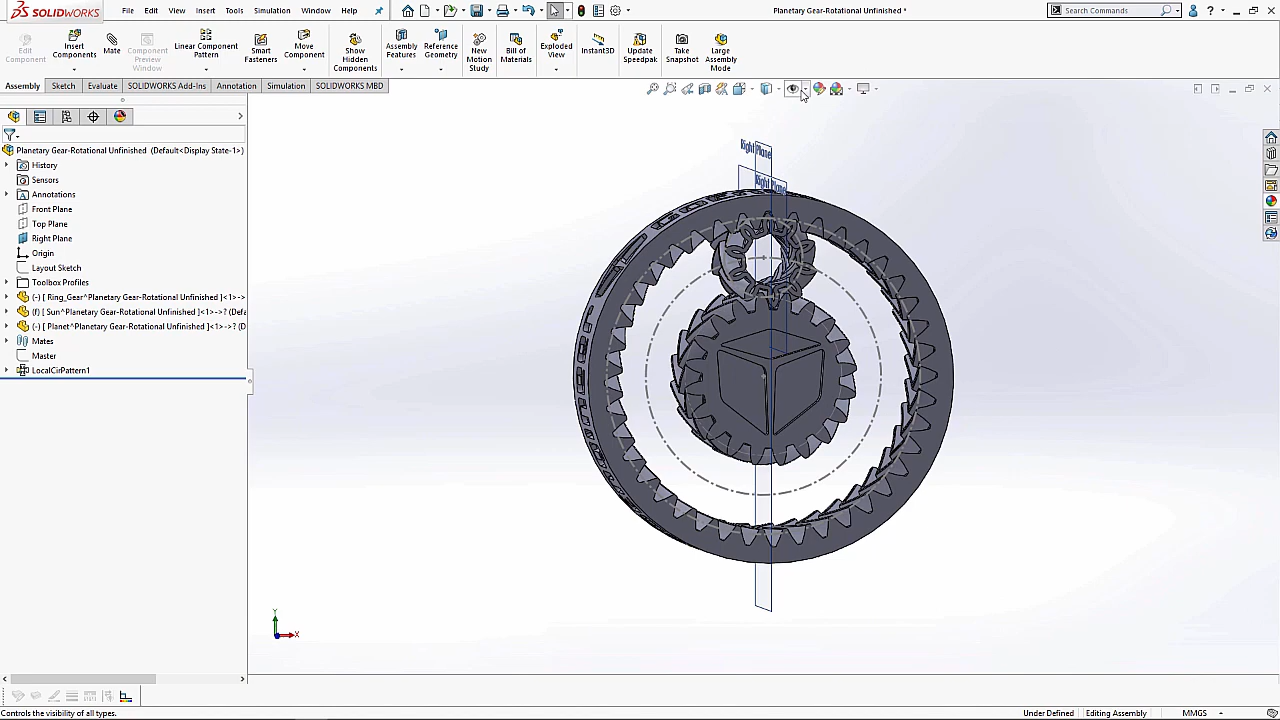 SOLIDWORKS
File Edit View Insert Tools Simulation Window Help
Planetary Gear-Rotational Unfinished *
Search Commands
Edit Component
Insert Components
Mate
Component Preview Window
Linear Component Pattern
Smart Fasteners
Move Component
Show Hidden Components
Assembly Features
Reference Geometry
New Motion Study
Bill of Materials
Exploded View
Instant3D
Update Speedpak
Take Snapshot
Large Assembly Mode
Assembly Sketch Evaluate SOLIDWORKS Add-Ins Annotation Simulation SOLIDWORKS MBD
Planetary Gear-Rotational Unfinished (Default<Display State-1>)
History
Sensors
Annotations
Front Plane
Top Plane
Right Plane
Origin
Layout Sketch
Toolbox Profiles
(-) [ Ring_Gear^Planetary Gear-Rotational Unfinished ]<1>->
(f) [ Sun^Planetary Gear-Rotational Unfinished ]<1>->? (Defa
(-) [ Planet^Planetary Gear-Rotational Unfinished ]<1>->? (D
Mates
Master
LocalCirPattern1
Right Plane
Right Plane
Y
X
Controls the visibility of all types.
Under Defined
Editing Assembly
MMGS